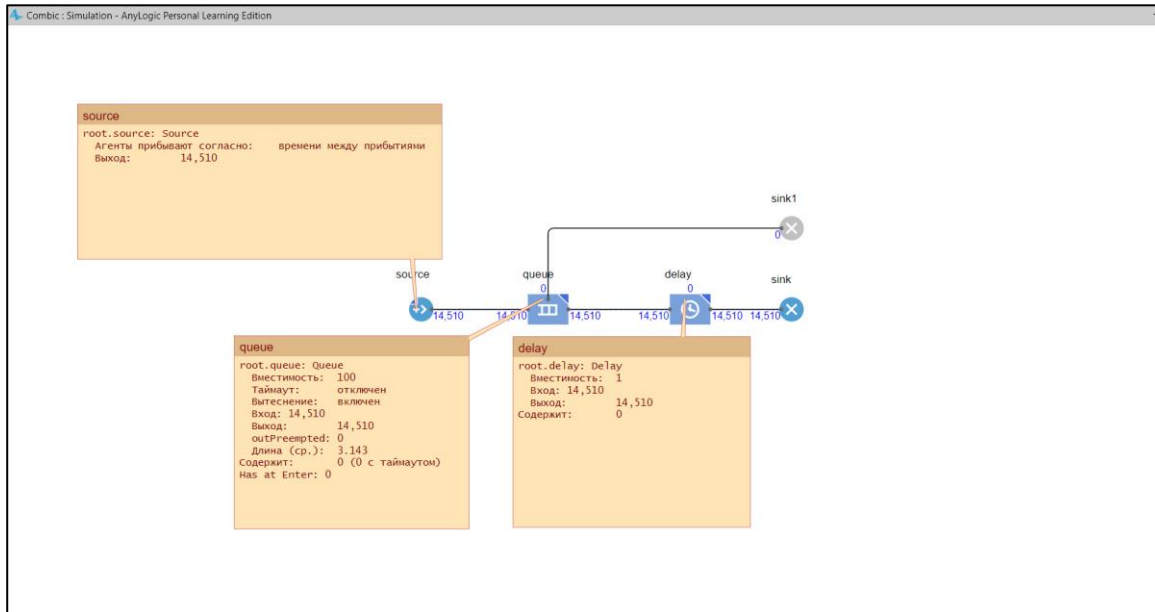 Combic : Simulation - AnyLogic Personal Learning Edition
source
root.source: Source
Агенты прибывают согласно: времени между прибытиями
Выход: 14,510
sink1
0
source
queue
delay
sink
0
0
14,510
14,510
14,510
14,510
14,510
14,510
queue
root.queue: Queue
Вместимость: 100
Таймаут: отключен
Вытеснение: включен
Вход: 14,510
Выход: 14,510
outPreempted: 0
Длина (ср.): 3.143
Содержит: 0 (0 с таймаутом)
Has at Enter: 0
delay
root.delay: Delay
Вместимость: 1
Вход: 14,510
Выход: 14,510
Содержит: 0